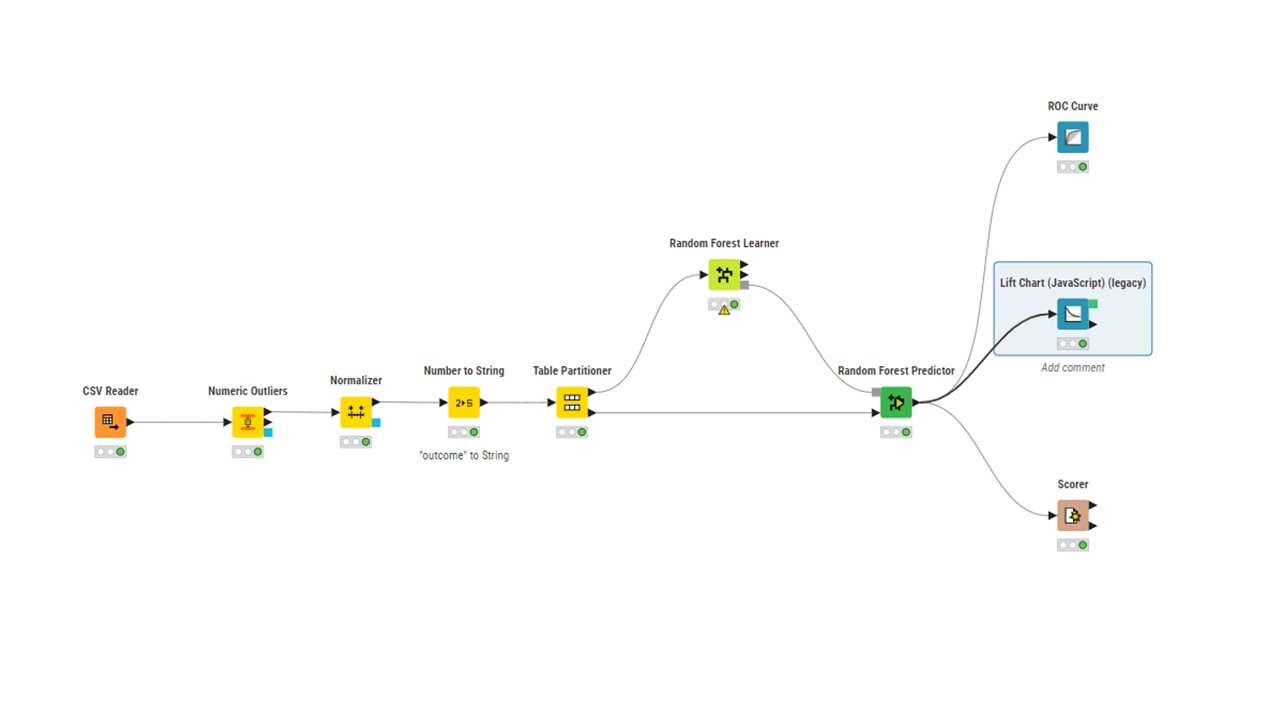 ROC Curve
Random Forest Learner
Lift Chart (JavaScript) (legacy)
Add comment
Random Forest Predictor
Number to String
Table Partitioner
Normalizer
CSV Reader
Numeric Outliers
2▸S
"outcome" to String
Scorer